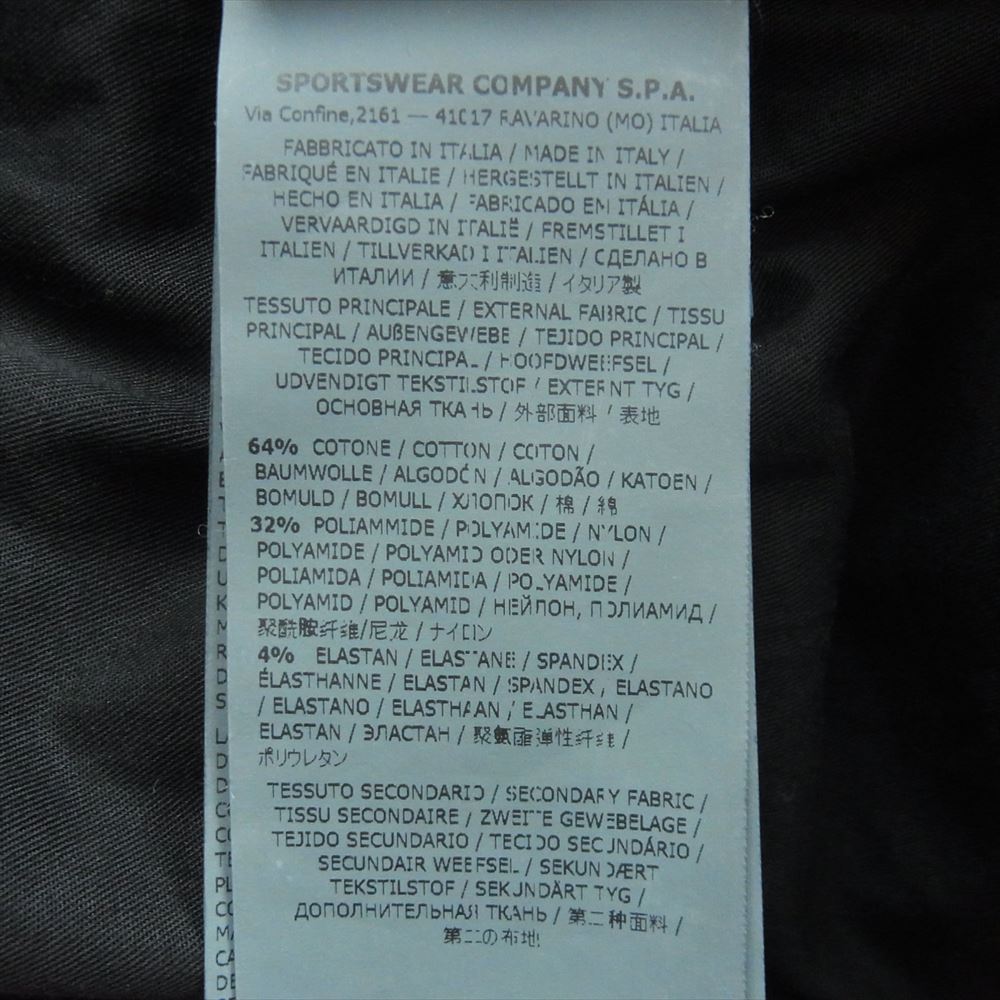 SPORTSWEAR COMPANY S.P.A.
Via Confine,2161 — 41017 RAVARINO (MO) ITALIA
FABBRICATO IN ITALIA / MADE IN ITALY /
FABRIQUÉ EN ITALIE / HERGESTELLT IN ITALIEN /
HECHO EN ITALIA / FABRICADO EM ITÁLIA /
VERVAARDIGD IN ITALIË / FREMSTILLET I
ITALIEN / TILLVERKAD I ITALIEN / СДЕЛАНО В
ИТАЛИИ / 意大利制造 / イタリア製
TESSUTO PRINCIPALE / EXTERNAL FABRIC / TISSU
PRINCIPAL / AUßENGEWEBE / TEJIDO PRINCIPAL /
TECIDO PRINCIPAL / HOOFDWEEFSEL /
UDVENDIGT TEKSTILSTOF / EXTERNT TYG /
ОСНОВНАЯ ТКАНЬ / 外部面料 / 表地
64% COTONE / COTTON / COTON /
BAUMWOLLE / ALGODÓN / ALGODÃO / KATOEN /
BOMULD / BOMULL / ХЛОПОК / 棉 / 綿
32% POLIAMMIDE / POLYAMIDE / NYLON /
POLYAMIDE / POLYAMID ODER NYLON /
POLIAMIDA / POLIAMIDA / POLYAMIDE /
POLYAMID / POLYAMID / НЕЙЛОН, ПОЛИАМИД /
聚酰胺纤维/尼龙 / ナイロン
4% ELASTAN / ELASTANE / SPANDEX /
ÉLASTHANNE / ELASTAN / SPANDEX, ELASTANO
/ ELASTANO / ELASTHAAN / ELASTHAN /
ELASTAN / ЭЛАСТАН / 聚氨酯弹性纤维 /
ポリウレタン
TESSUTO SECONDARIO / SECONDARY FABRIC /
TISSU SECONDAIRE / ZWEITE GEWEBELAGE /
TEJIDO SECUNDARIO / TECIDO SECUNDÁRIO /
SECUNDAIR WEEFSEL / SEKUNDÆRT
TEKSTILSTOF / SEKUNDÄRT TYG /
ДОПОЛНИТЕЛЬНАЯ ТКАНЬ / 第二种面料 /
第二の布地